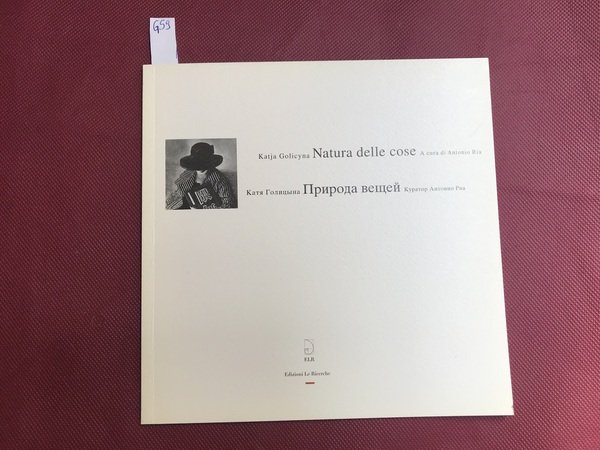 G59
Katja Golicyna Natura delle cose A cura di Antonio Ria
Катя Голицына Природа вещей Куратор Антонио Риа
ELR
Edizioni Le Ricerche